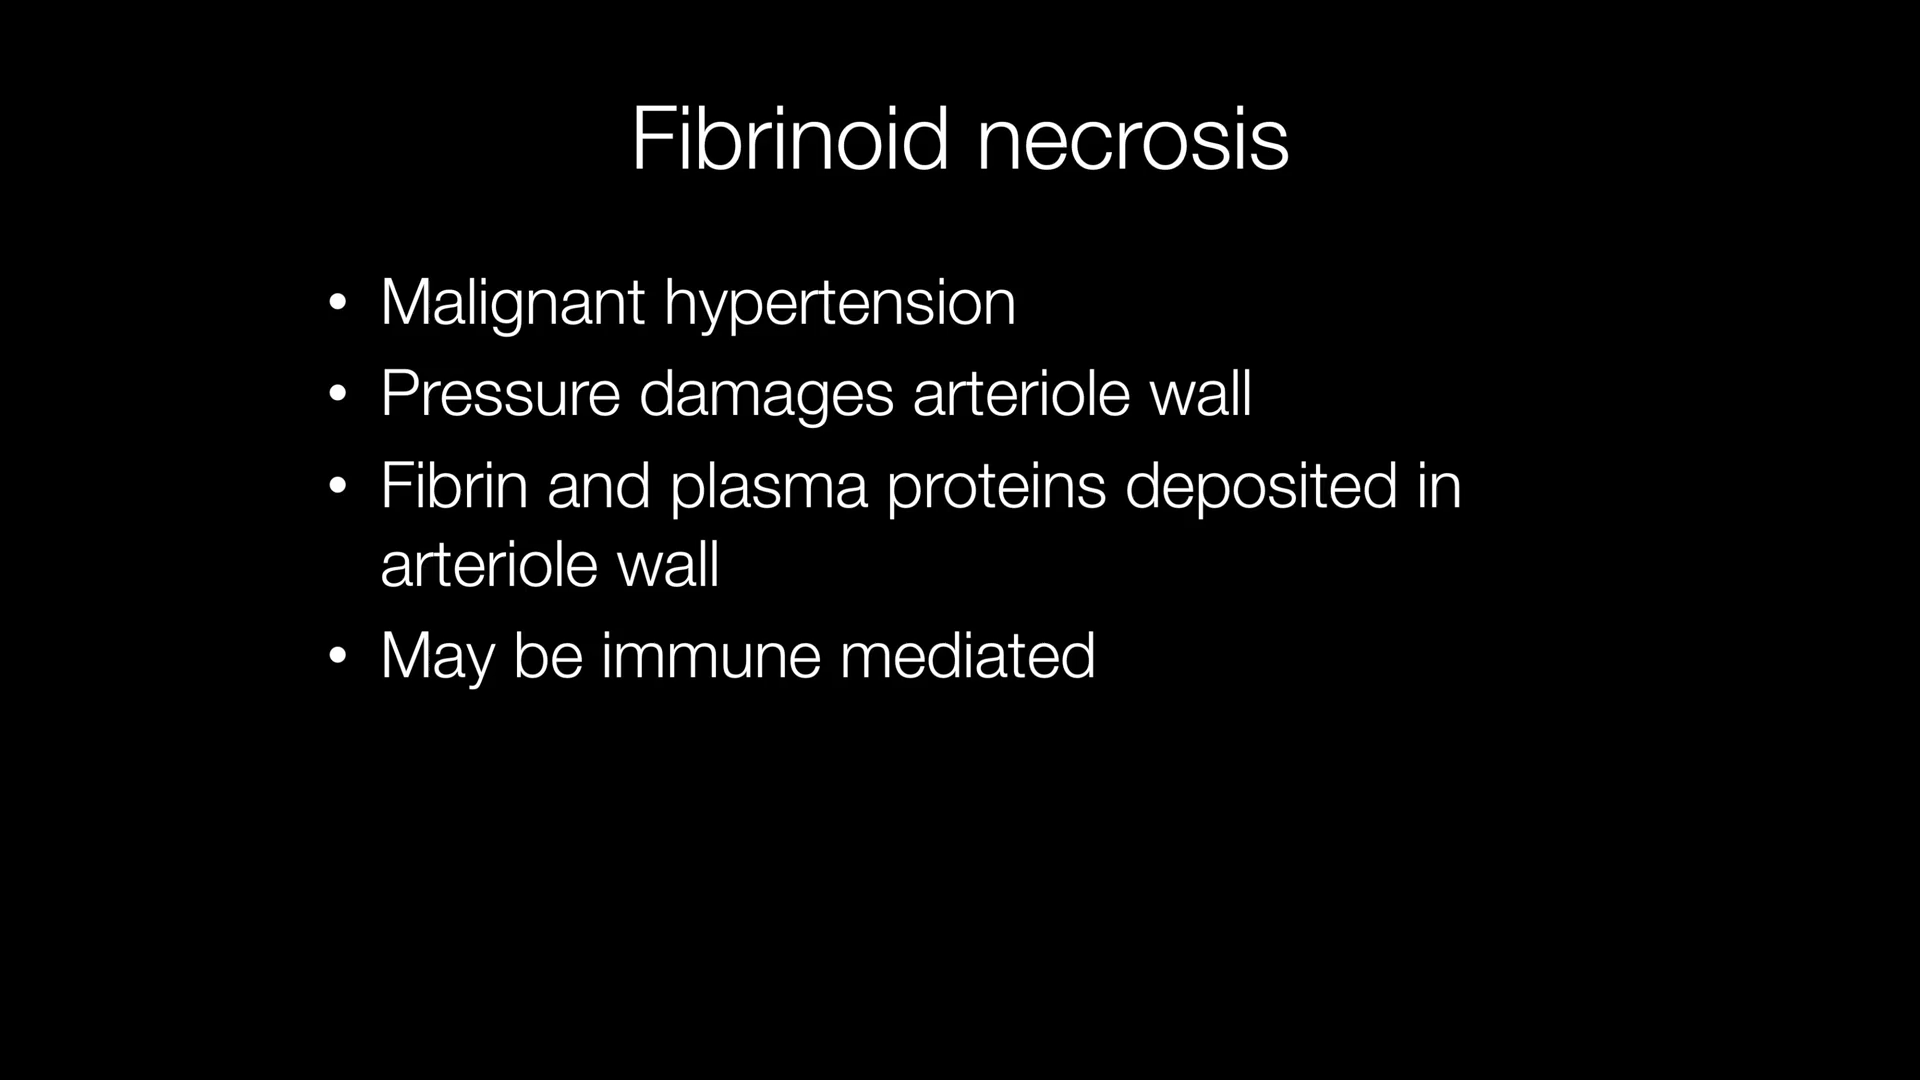 Fibrinoid necrosis
• Malignant hypertension
• Pressure damages arteriole wall
• Fibrin and plasma proteins deposited in
arteriole wall
• May be immune mediated